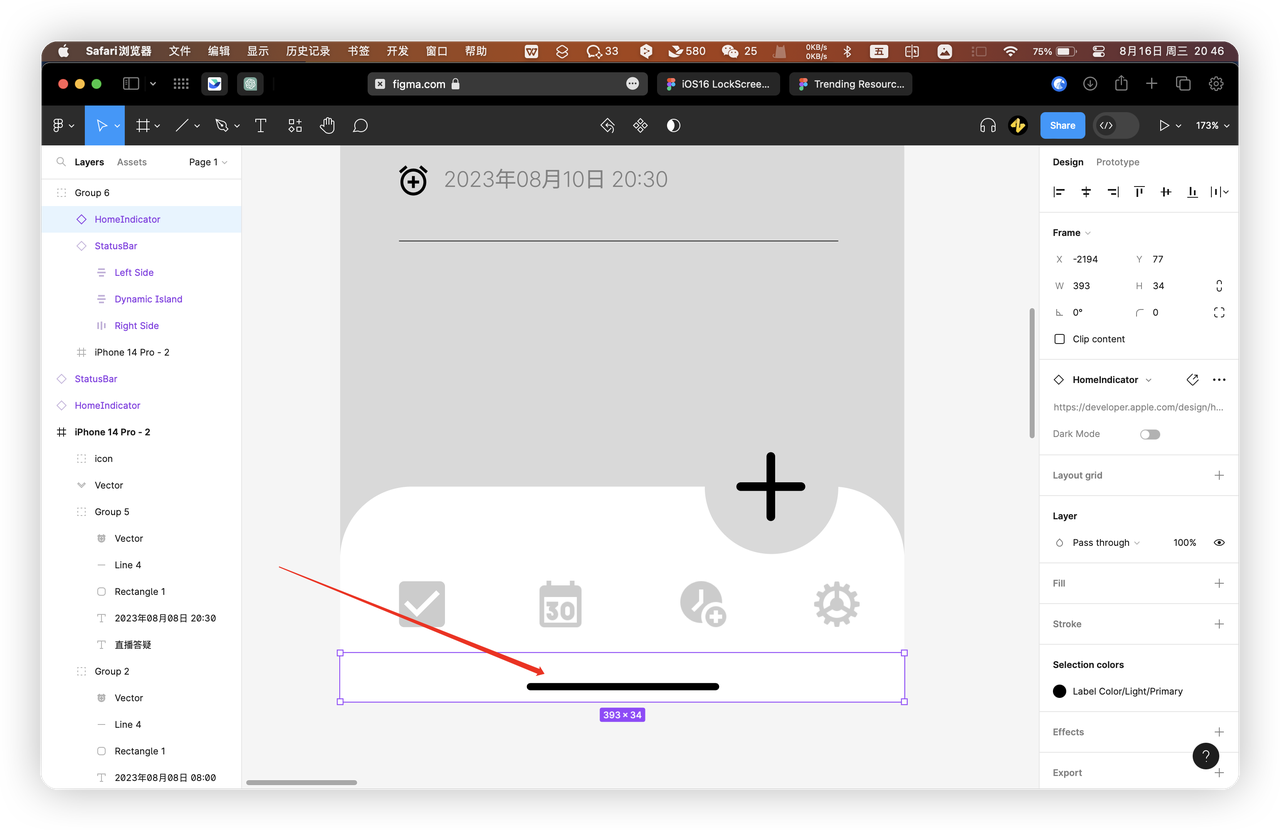 Safari浏览器 文件 编辑 显示 历史记录 书签 开发 窗口 帮助 33 580 25 0KB/s 0KB/s 五 75% 8月16日 周三 20 46
figma.com iOS16 LockScree... Trending Resourc...
Share 173%
Layers Assets Page 1
Group 6
HomeIndicator
StatusBar
Left Side
Dynamic Island
Right Side
iPhone 14 Pro - 2
StatusBar
HomeIndicator
iPhone 14 Pro - 2
icon
Vector
Group 5
Vector
Line 4
Rectangle 1
2023年08月08日 20:30
直播答疑
Group 2
Vector
Line 4
Rectangle 1
2023年08月08日 08:00
2023年08月10日 20:30
30
393 × 34
Design Prototype
Frame
X -2194 Y 77
W 393 H 34
0° 0
Clip content
HomeIndicator
https://developer.apple.com/design/h...
Dark Mode
Layout grid
Layer
Pass through 100%
Fill
Stroke
Selection colors
Label Color/Light/Primary
Effects
?
Export